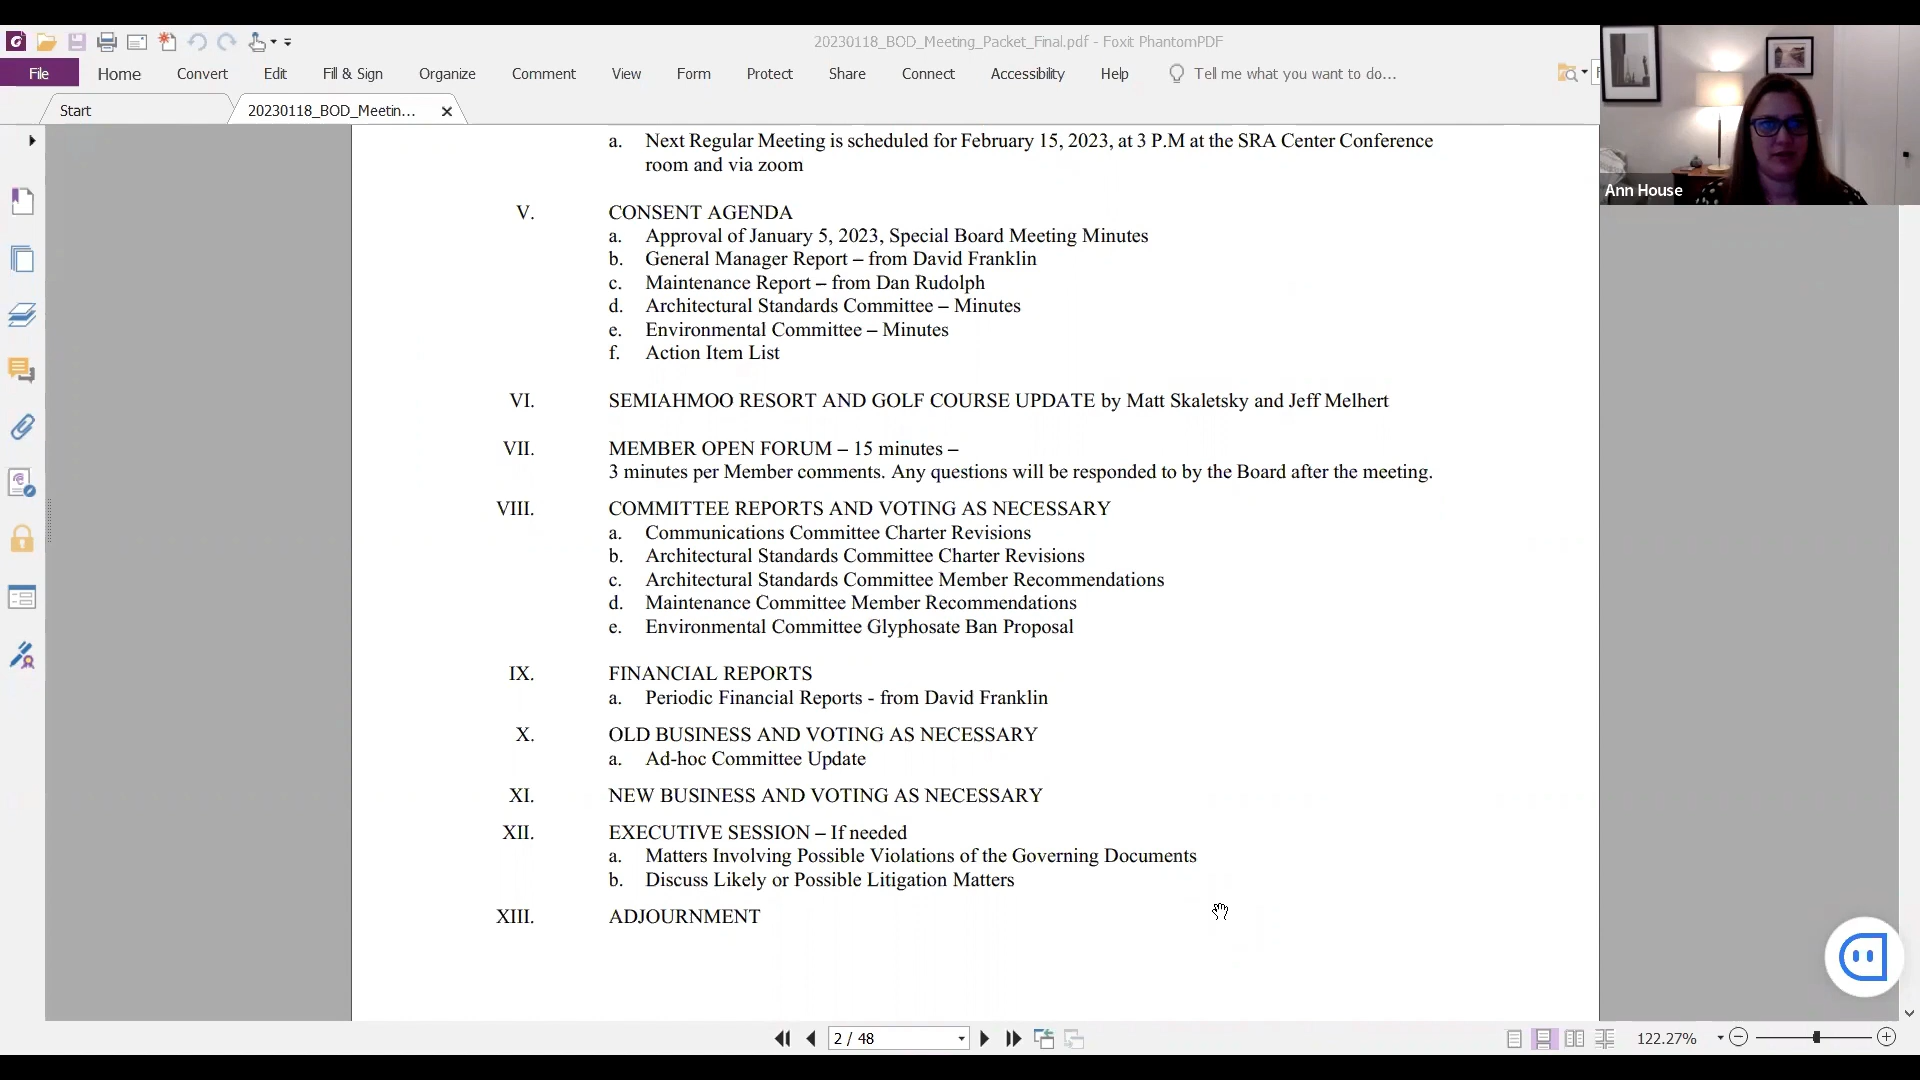 20230118_BOD_Meeting_Packet_Final.pdf - Foxit PhantomPDF
File Home Convert Edit Fill & Sign Organize Comment View Form Protect Share Connect Accessibility Help Tell me what you want to do...
Start 20230118_BOD_Meetin...
a. Next Regular Meeting is scheduled for February 15, 2023, at 3 P.M at the SRA Center Conference
room and via zoom
Ann House
V. CONSENT AGENDA
a. Approval of January 5, 2023, Special Board Meeting Minutes
b. General Manager Report – from David Franklin
c. Maintenance Report – from Dan Rudolph
d. Architectural Standards Committee – Minutes
e. Environmental Committee – Minutes
f. Action Item List
VI. SEMIAHMOO RESORT AND GOLF COURSE UPDATE by Matt Skaletsky and Jeff Melhert
VII. MEMBER OPEN FORUM – 15 minutes –
3 minutes per Member comments. Any questions will be responded to by the Board after the meeting.
VIII. COMMITTEE REPORTS AND VOTING AS NECESSARY
a. Communications Committee Charter Revisions
b. Architectural Standards Committee Charter Revisions
c. Architectural Standards Committee Member Recommendations
d. Maintenance Committee Member Recommendations
e. Environmental Committee Glyphosate Ban Proposal
IX. FINANCIAL REPORTS
a. Periodic Financial Reports - from David Franklin
X. OLD BUSINESS AND VOTING AS NECESSARY
a. Ad-hoc Committee Update
XI. NEW BUSINESS AND VOTING AS NECESSARY
XII. EXECUTIVE SESSION – If needed
a. Matters Involving Possible Violations of the Governing Documents
b. Discuss Likely or Possible Litigation Matters
XIII. ADJOURNMENT
2 / 48
122.27%